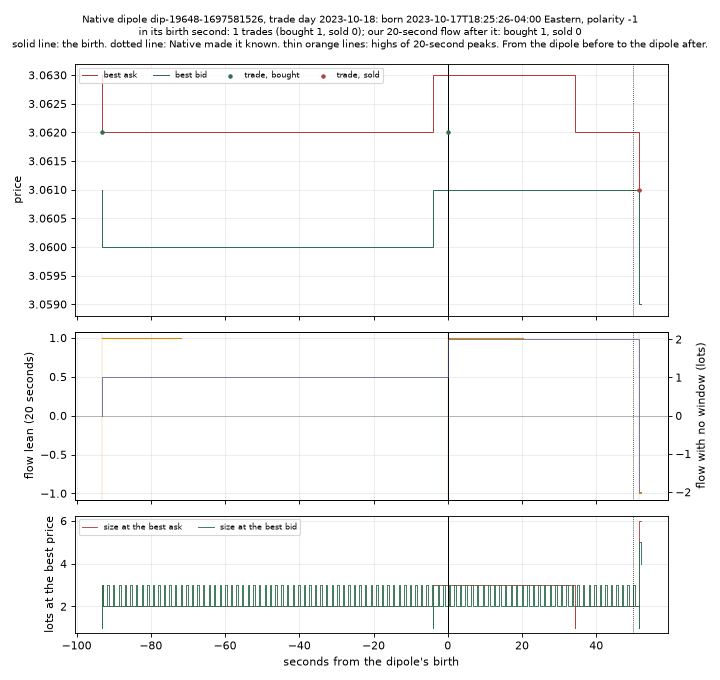 Native dipole dip-19648-1697581526, trade day 2023-10-18: born 2023-10-17T18:25:26-04:00 Eastern, polarity -1
in its birth second: 1 trades (bought 1, sold 0); our 20-second flow after it: bought 1, sold 0
solid line: the birth. dotted line: Native made it known. thin orange lines: highs of 20-second peaks. From the dipole before to the dipole after.
best ask
best bid
trade, bought
trade, sold
3.0630
3.0625
3.0620
3.0615
3.0610
3.0605
3.0600
3.0595
3.0590
price
1.0
0.5
0.0
−0.5
−1.0
flow lean (20 seconds)
2
1
0
−1
−2
flow with no window (lots)
size at the best ask
size at the best bid
6
4
2
lots at the best price
−100
−80
−60
−40
−20
0
20
40
seconds from the dipole's birth